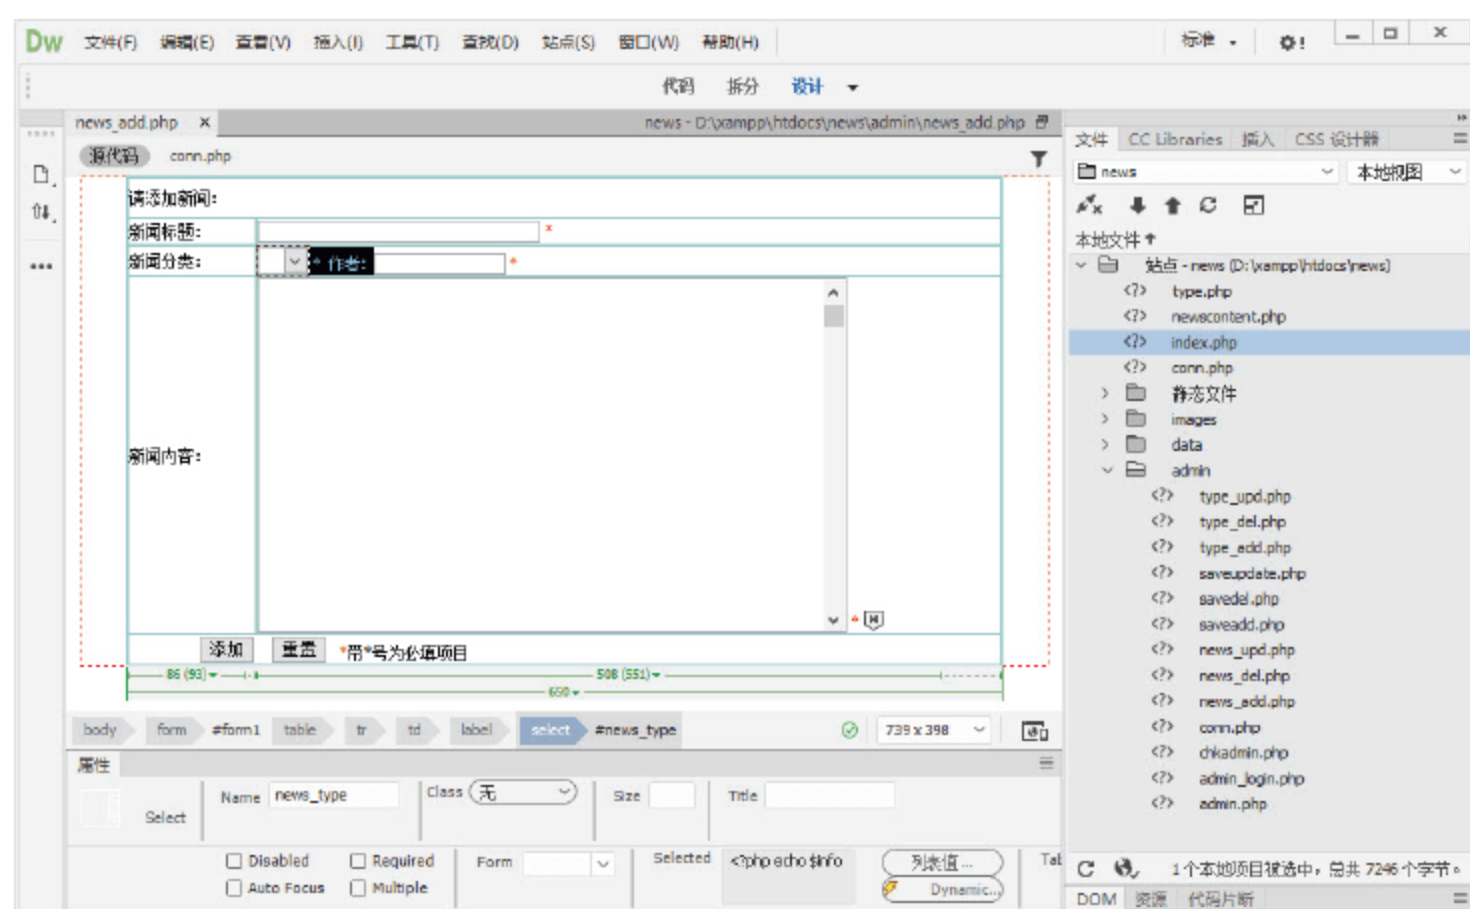 Dw 文件(F) 编辑(E) 查看(V) 插入(I) 工具(T) 查找(D) 站点(S) 窗口(W) 帮助(H) 标准
代码 拆分 设计
news_add.php × news - D:\xampp\htdocs\news\admin\news_add.php
源代码 conn.php
请添加新闻:
新闻标题: *
新闻分类: * 作者: *
新闻内容: *
添加 重置 *带*号为必填项目
86 (93) 508 (551)
650
body form #form1 table tr td label select #news_type 739 x 398
属性
Select Name news_type Class 无 Size Title
Disabled Required Form Selected <?php echo $info 列表值... Tab
Auto Focus Multiple Dynamic...
文件 CC Libraries 插入 CSS 设计器
news 本地视图
本地文件
站点 - news (D:\xampp\htdocs\news)
<?> type.php
<?> newscontent.php
<?> index.php
<?> conn.php
静态文件
images
data
admin
<?> type_upd.php
<?> type_del.php
<?> type_add.php
<?> saveupdate.php
<?> savedel.php
<?> saveadd.php
<?> news_upd.php
<?> news_del.php
<?> news_add.php
<?> conn.php
<?> chkadmin.php
<?> admin_login.php
<?> admin.php
1 个本地项目被选中，总共 7246 个字节。
DOM 资源 代码片断